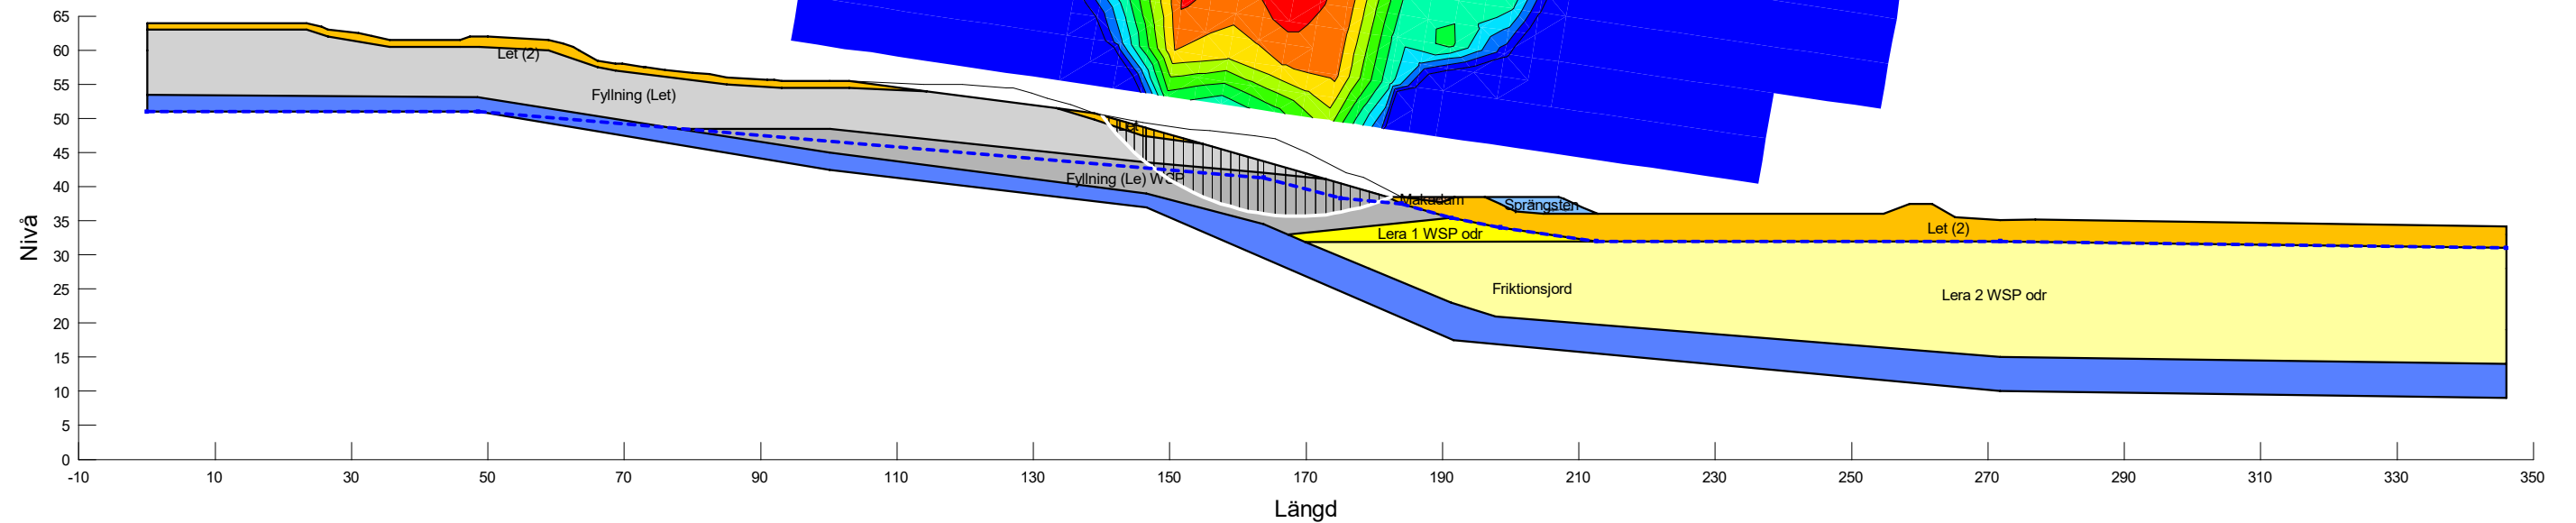 65
60
55
50
45
40
35
30
25
20
15
10
5
0
Nivå
Let (2)
Fyllning (Let)
Let
Fyllning (Le) WSP
Makadam
Sprängsten
Lera 1 WSP odr
Let (2)
Friktionsjord
Lera 2 WSP odr
-10 10 30 50 70 90 110 130 150 170 190 210 230 250 270 290 310 330 350
Längd